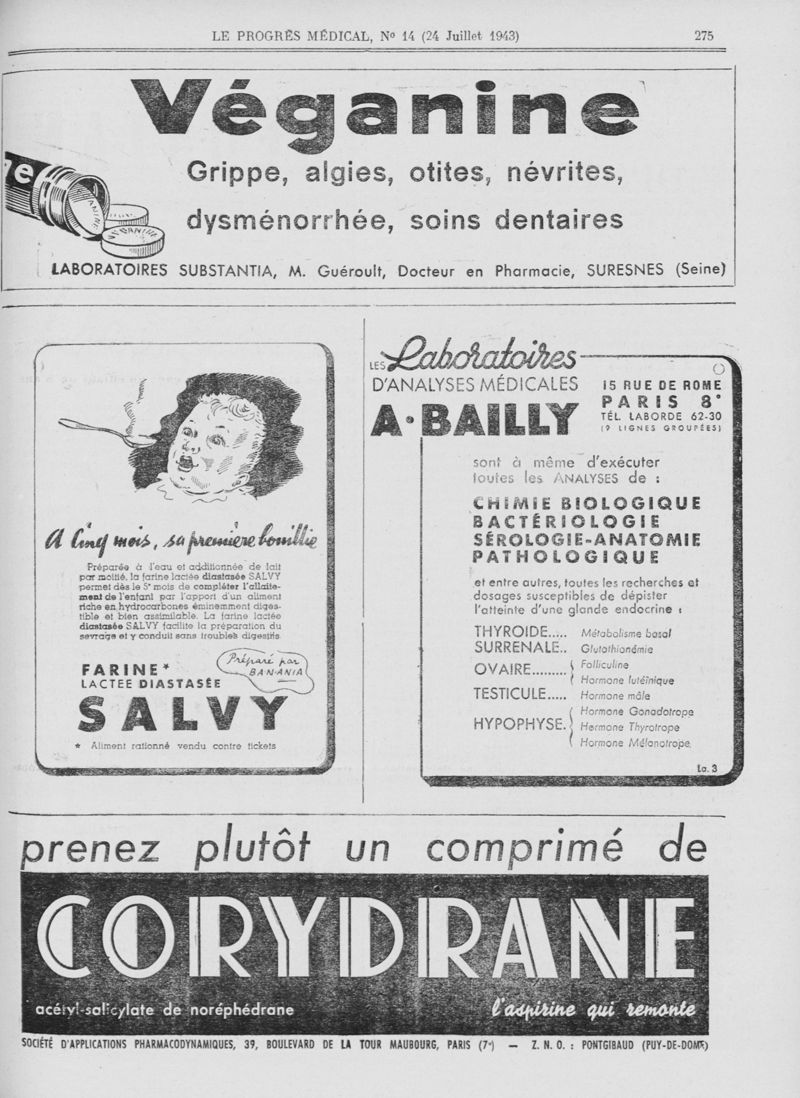 LE PROGRÈS MÉDICAL, Nº 14 (24 Juillet 1943) 275
Véganine
Grippe, algies, otites, névrites,
dysménorrhée, soins dentaires
LABORATOIRES SUBSTANTIA, M. Guéroult, Docteur en Pharmacie, SURESNES (Seine)
A Cinq mois, sa première bouillie
Préparée à l'eau et additionnée de lait
par moitié, la farine lactée diastasée SALVY
permet dès le 5e mois de compléter l'allaite-
ment de l'enfant par l'apport d'un aliment
riche en hydrocarbones éminemment diges-
tible et bien assimilable. La farine lactée
diastasée SALVY facilite la préparation du
sevrage et y conduit sans troubles digestifs.
FARINE*
LACTEE DIASTASÉE
Préparé par
BANANIA
SALVY
* Aliment rationné vendu contre tickets
LES Laboratoires
D'ANALYSES MÉDICALES
A. BAILLY
15 RUE DE ROME
PARIS 8e
TÉL. LABORDE 62-30
(9 LIGNES GROUPÉES)
sont à même d'exécuter
toutes les ANALYSES de :
CHIMIE BIOLOGIQUE
BACTÉRIOLOGIE
SÉROLOGIE-ANATOMIE
PATHOLOGIQUE
et entre autres, toutes les recherches et
dosages susceptibles de dépister
l'atteinte d'une glande endocrine :
THYROIDE..... Métabolisme basal
SURRENALE.. Glutathionémie
OVAIRE......... Folliculine
Hormone lutéïnique
TESTICULE..... Hormone mâle
HYPOPHYSE. Hormone Gonadotrope
Hormone Thyrotrope
Hormone Mélanotrope.
La. 3
prenez plutôt un comprimé de
CORYDRANE
acétyl-salicylate de noréphédrane l'aspirine qui remonte
SOCIÉTÉ D'APPLICATIONS PHARMACODYNAMIQUES, 39, BOULEVARD DE LA TOUR MAUBOURG, PARIS (7e) — Z. N. O. : PONTGIBAUD (PUY-DE-DOME)